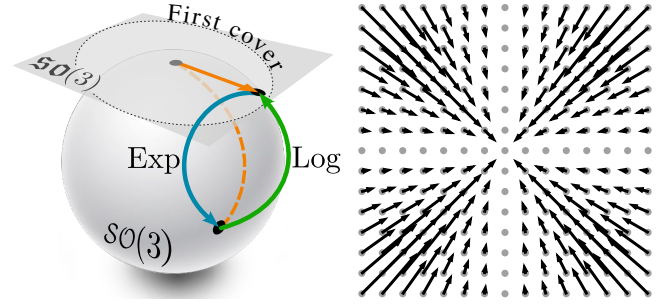 First cover
𝔰𝔬(3)
Exp
Log
𝒮𝒪(3)